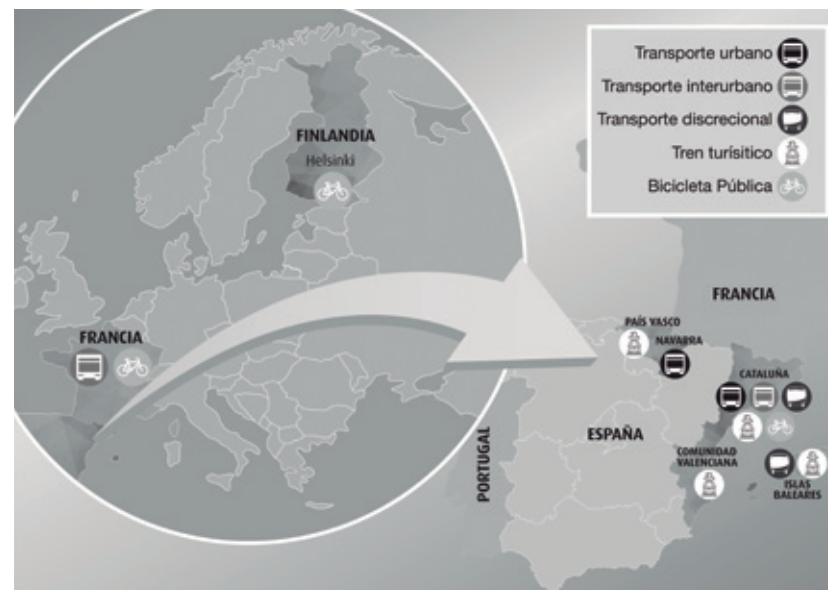 Transporte urbano
Transporte interurbano
Transporte discrecional
Tren turísitico
Bicicleta Pública
FINLANDIA
Helsinki
FRANCIA
FRANCIA
PAÍS VASCO
NAVARRA
CATALUÑA
ESPAÑA
PORTUGAL
COMUNIDAD
VALENCIANA
ISLAS
BALEARES